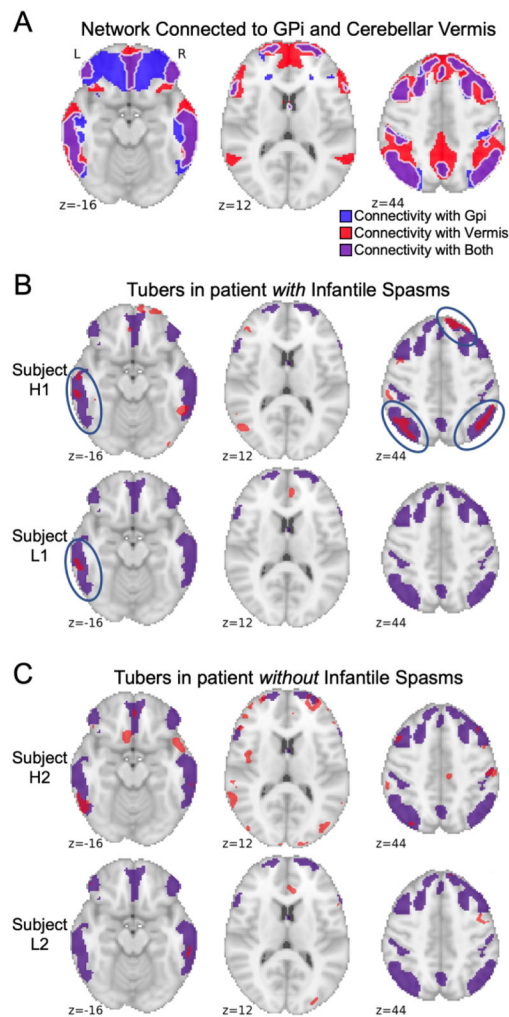 A
Network Connected to GPi and Cerebellar Vermis
L R
z=-16 z=12 z=44
Connectivity with Gpi
Connectivity with Vermis
Connectivity with Both
B
Tubers in patient with Infantile Spasms
Subject
H1
z=-16 z=12 z=44
Subject
L1
z=-16 z=12 z=44
C
Tubers in patient without Infantile Spasms
Subject
H2
z=-16 z=12 z=44
Subject
L2
z=-16 z=12 z=44